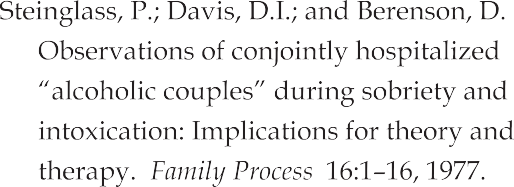 Steinglass, P.; Davis, D.I.; and Berenson, D.
Observations of conjointly hospitalized
“alcoholic couples” during sobriety and
intoxication: Implications for theory and
therapy. Family Process 16:1–16, 1977.